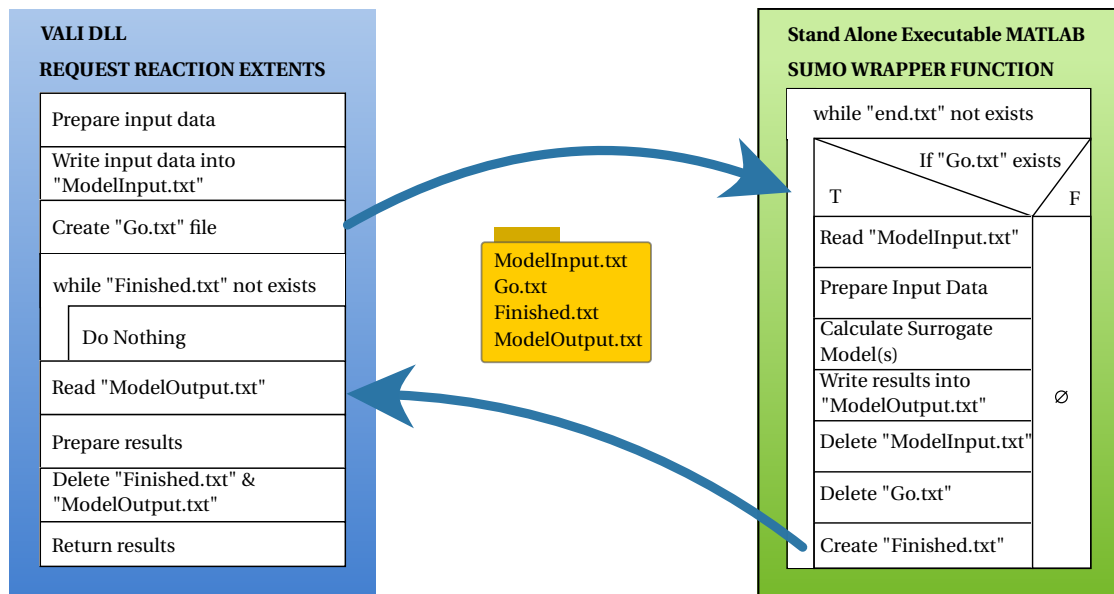 VALI DLL
REQUEST REACTION EXTENTS
Prepare input data
Write input data into
"ModelInput.txt"
Create "Go.txt" file
while "Finished.txt" not exists
Do Nothing
Read "ModelOutput.txt"
Prepare results
Delete "Finished.txt" &
"ModelOutput.txt"
Return results
ModelInput.txt
Go.txt
Finished.txt
ModelOutput.txt
Stand Alone Executable MATLAB
SUMO WRAPPER FUNCTION
while "end.txt" not exists
If "Go.txt" exists
T
F
Read "ModelInput.txt"
Prepare Input Data
Calculate Surrogate
Model(s)
Write results into
"ModelOutput.txt"
Delete "ModelInput.txt"
Delete "Go.txt"
Create "Finished.txt"
∅